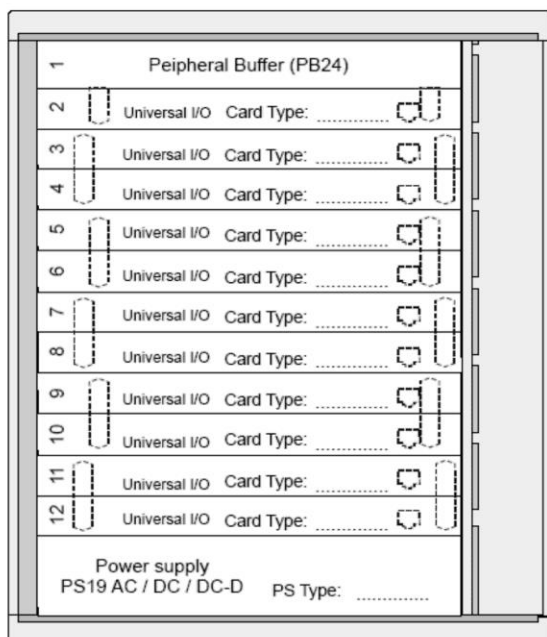 1 Peipheral Buffer (PB24)
2 Universal I/O Card Type: ................
3 Universal I/O Card Type: ................
4 Universal I/O Card Type: ................
5 Universal I/O Card Type: ................
6 Universal I/O Card Type: ................
7 Universal I/O Card Type: ................
8 Universal I/O Card Type: ................
9 Universal I/O Card Type: ................
10 Universal I/O Card Type: ................
11 Universal I/O Card Type: ................
12 Universal I/O Card Type: ................
Power supply
PS19 AC / DC / DC-D PS Type: ................